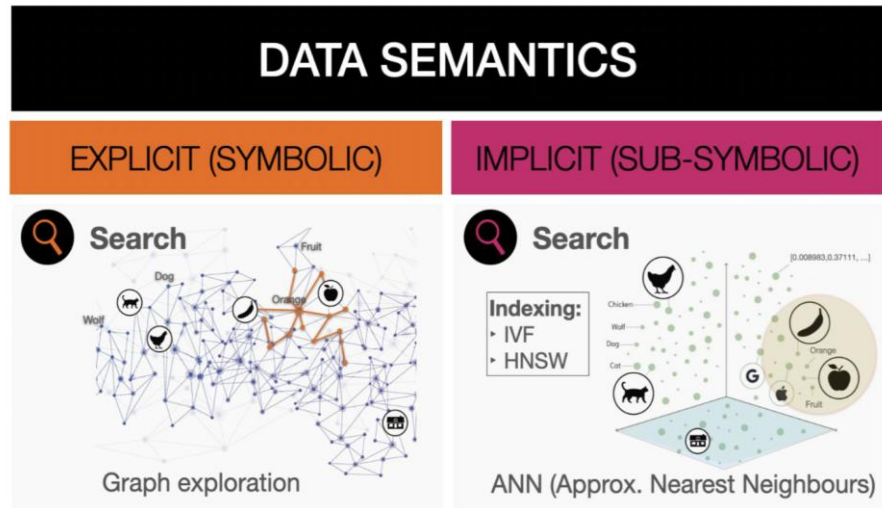 DATA SEMANTICS
EXPLICIT (SYMBOLIC)
IMPLICIT (SUB-SYMBOLIC)
Search
Fruit
Dog
Orange
Wolf
Graph exploration
Search
[0.008983,0.37111, ...]
Indexing:
‣ IVF
‣ HNSW
Chicken
Wolf
Dog
Cat
Orange
G
Fruit
ANN (Approx. Nearest Neighbours)